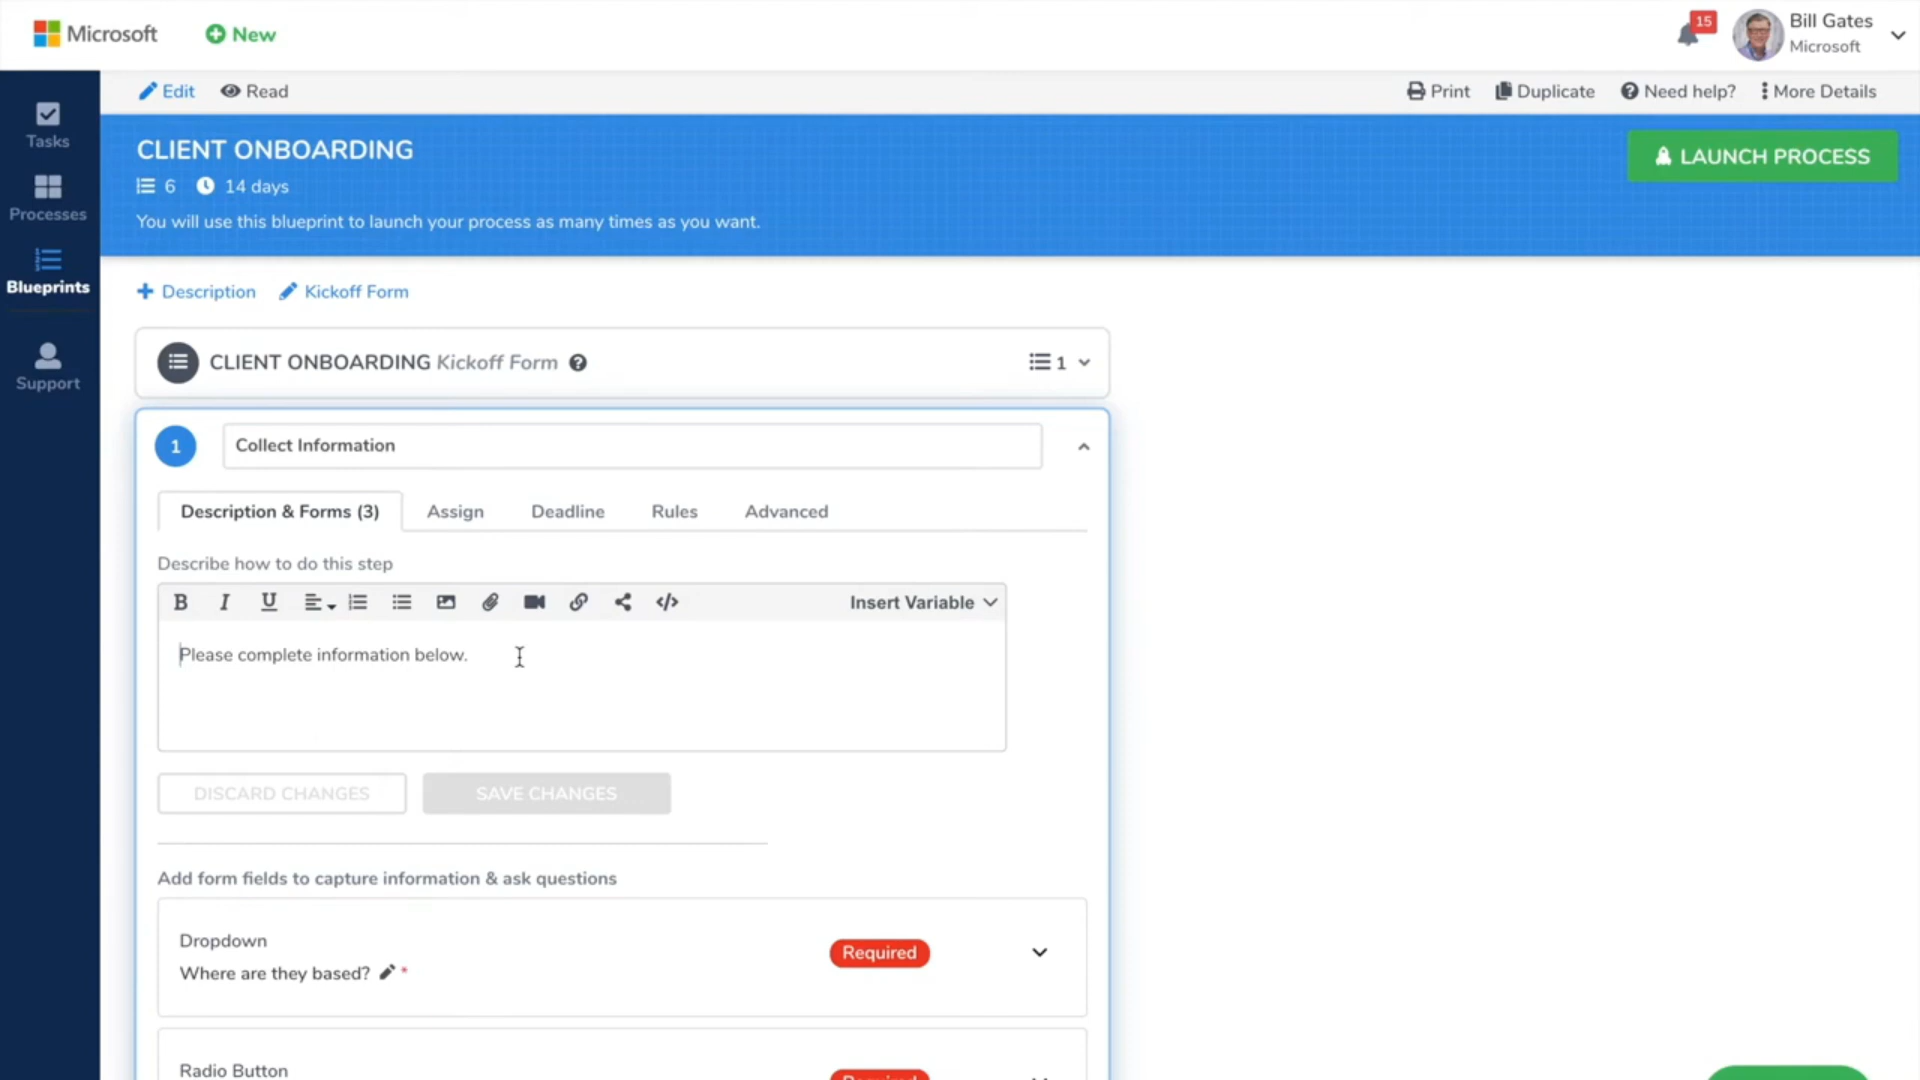 Microsoft
New
15
Bill Gates
Microsoft
Edit
Read
Print
Duplicate
Need help?
More Details
Tasks
Processes
Blueprints
Support
CLIENT ONBOARDING
6
14 days
You will use this blueprint to launch your process as many times as you want.
LAUNCH PROCESS
Description
Kickoff Form
CLIENT ONBOARDING Kickoff Form
1
1
Collect Information
Description & Forms (3)
Assign
Deadline
Rules
Advanced
Describe how to do this step
B I U
Insert Variable
Please complete information below.
DISCARD CHANGES
SAVE CHANGES
Add form fields to capture information & ask questions
Dropdown
Where are they based? *
Required
Radio Button
Required